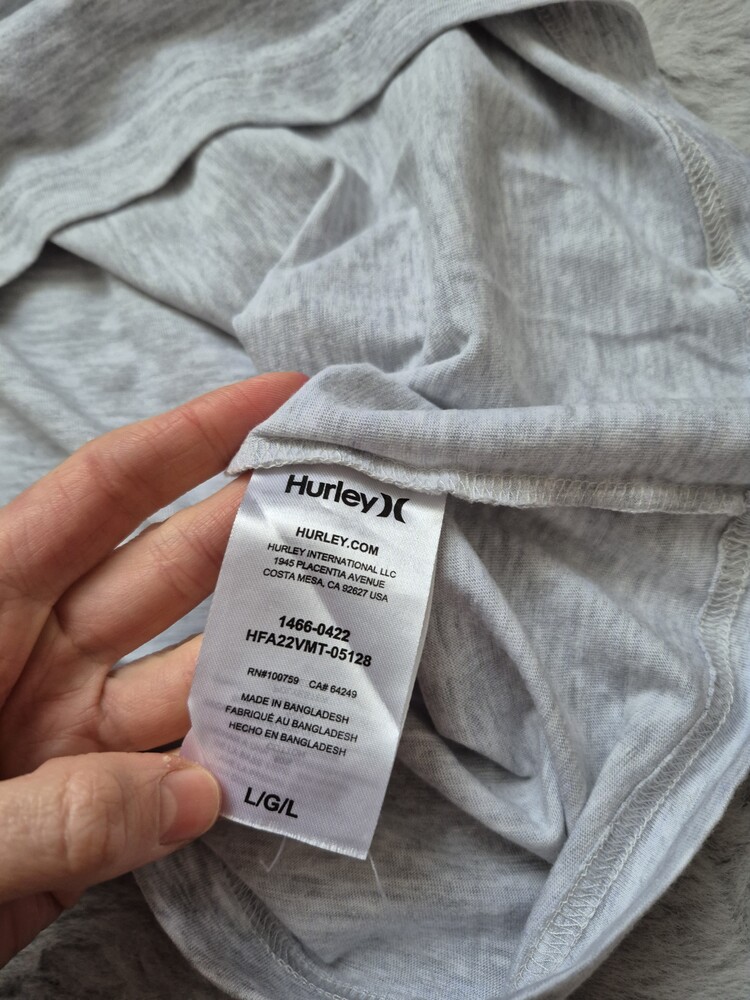 Hurley
HURLEY.COM
HURLEY INTERNATIONAL LLC
1945 PLACENTIA AVENUE
COSTA MESA, CA 92627 USA
1466-0422
HFA22VMT-05128
RN#100759 CA# 64249
MADE IN BANGLADESH
FABRIQUÉ AU BANGLADESH
HECHO EN BANGLADESH
L/G/L